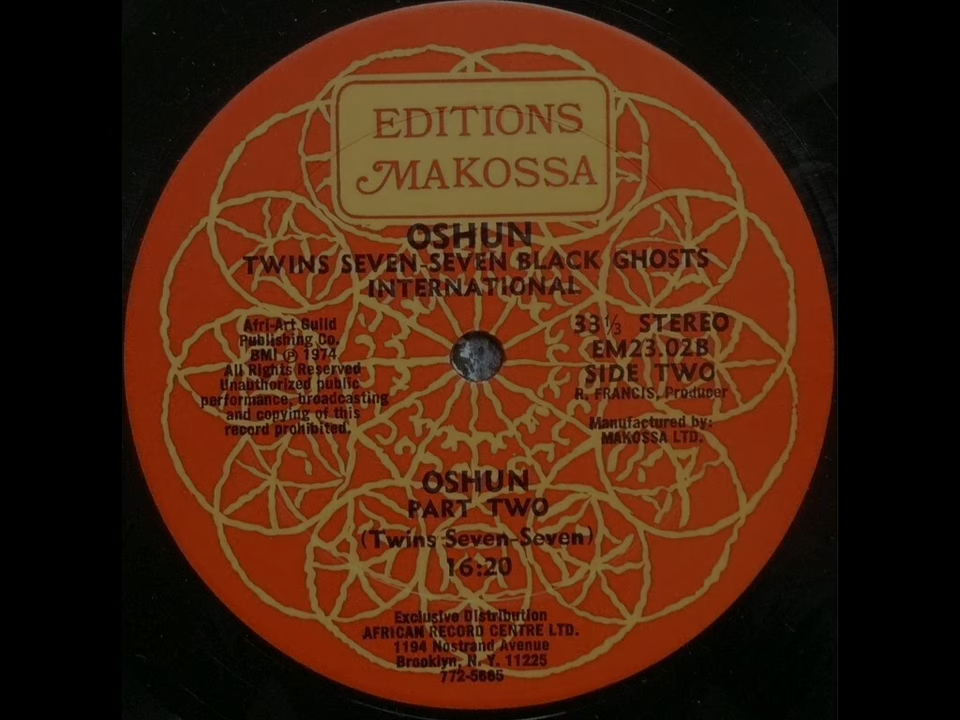 EDITIONS
MAKOSSA
OSHUN
TWINS SEVEN-SEVEN BLACK GHOSTS
INTERNATIONAL
Afri-Art Guild
Publishing Co.
BMI ℗ 1974
All Rights Reserved
Unauthorized public
performance, broadcasting
and copying of this
record prohibited.
33⅓ STEREO
EM23.02B
SIDE TWO
R. FRANCIS, Producer
Manufactured by:
MAKOSSA LTD.
OSHUN
PART TWO
(Twins Seven-Seven)
16:20
Exclusive Distribution
AFRICAN RECORD CENTRE LTD.
1194 Nostrand Avenue
Brooklyn, N. Y. 11225